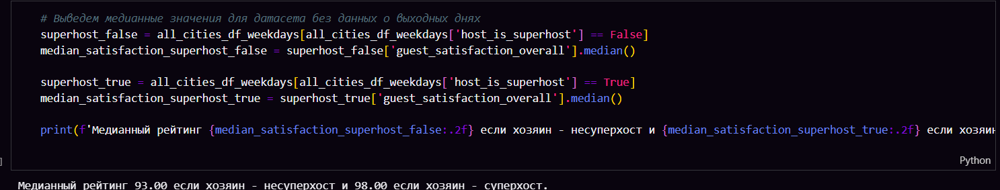 # Выведем медианные значения для датасета без данных о выходных днях
superhost_false = all_cities_df_weekdays[all_cities_df_weekdays['host_is_superhost'] == False]
median_satisfaction_superhost_false = superhost_false['guest_satisfaction_overall'].median()
superhost_true = all_cities_df_weekdays[all_cities_df_weekdays['host_is_superhost'] == True]
median_satisfaction_superhost_true = superhost_true['guest_satisfaction_overall'].median()
print(f'Медианный рейтинг {median_satisfaction_superhost_false:.2f} если хозяин - несуперхост и {median_satisfaction_superhost_true:.2f} если хозяин
]
Python
Медианный рейтинг 93.00 если хозяин - несуперхост и 98.00 если хозяин - суперхост.